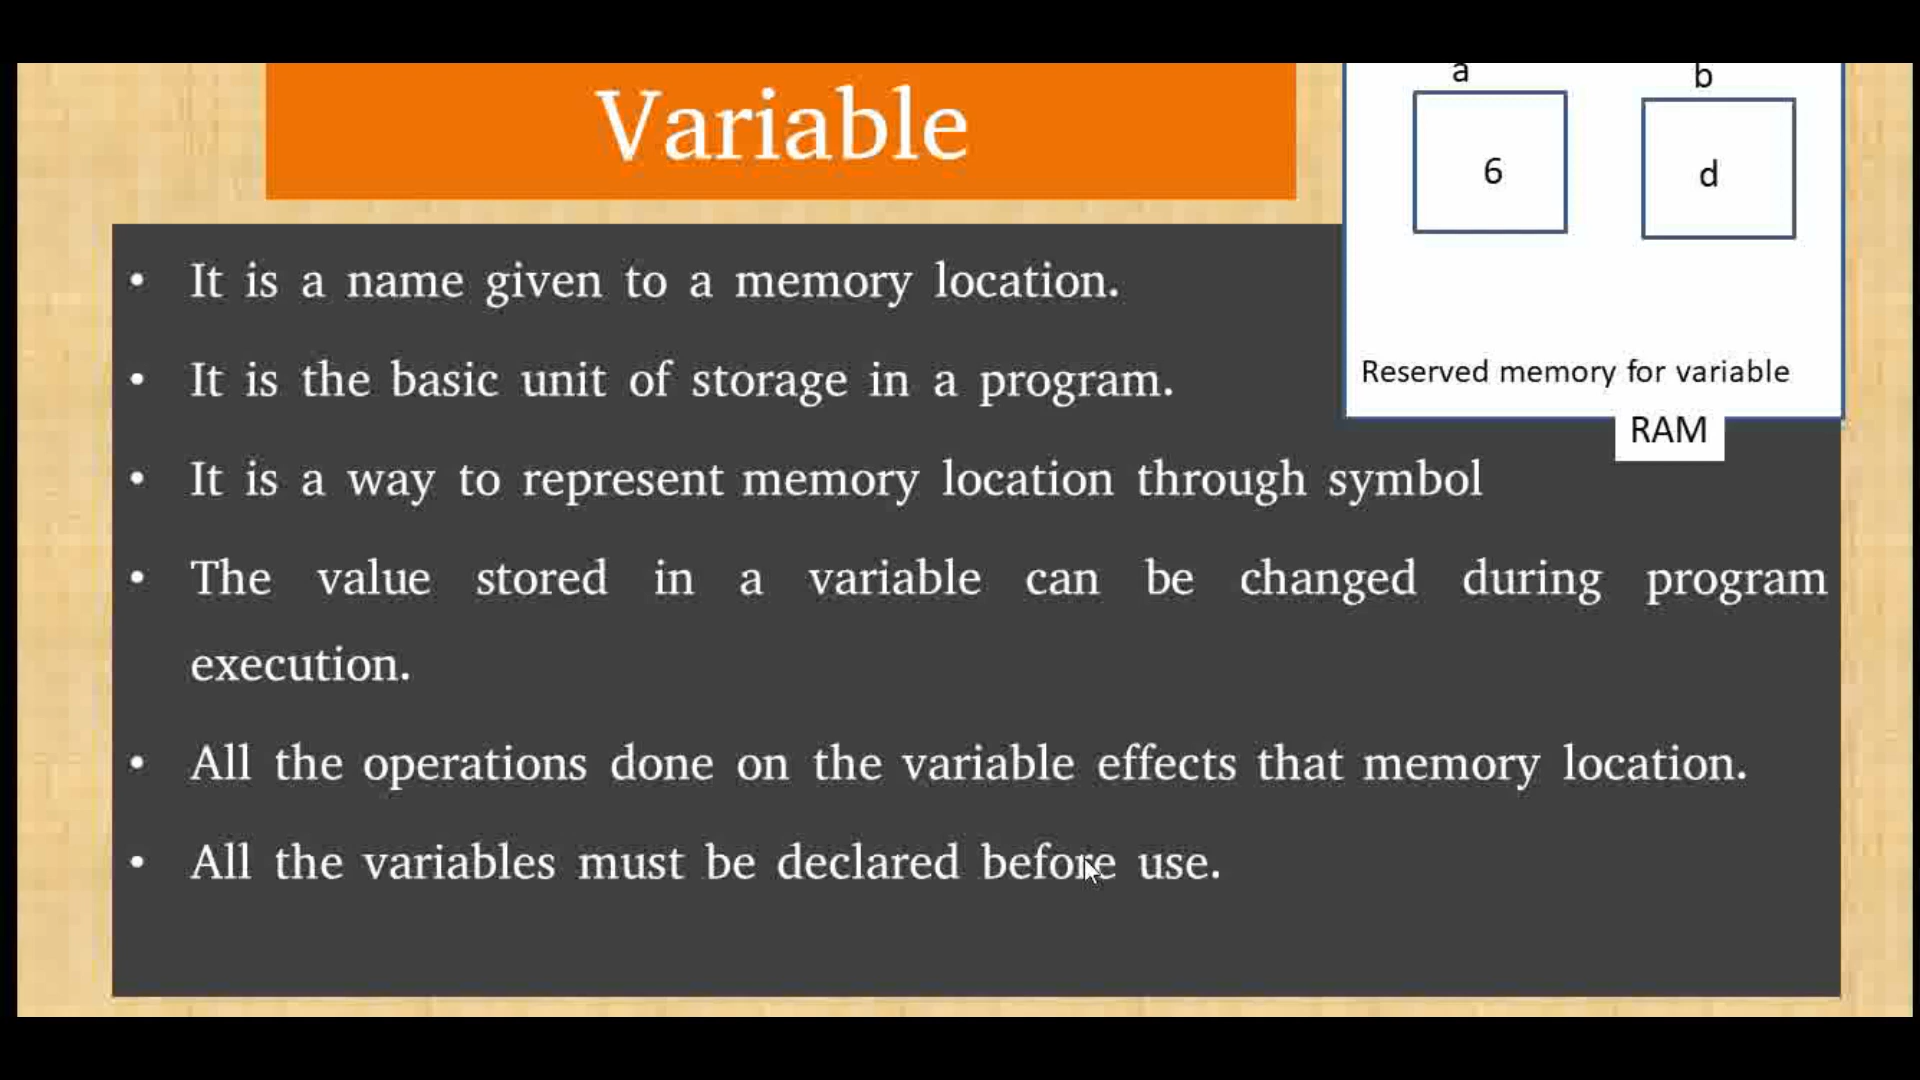 Variable
a b
6 d
Reserved memory for variable
RAM
• It is a name given to a memory location.
• It is the basic unit of storage in a program.
• It is a way to represent memory location through symbol
• The value stored in a variable can be changed during program
execution.
• All the operations done on the variable effects that memory location.
• All the variables must be declared before use.